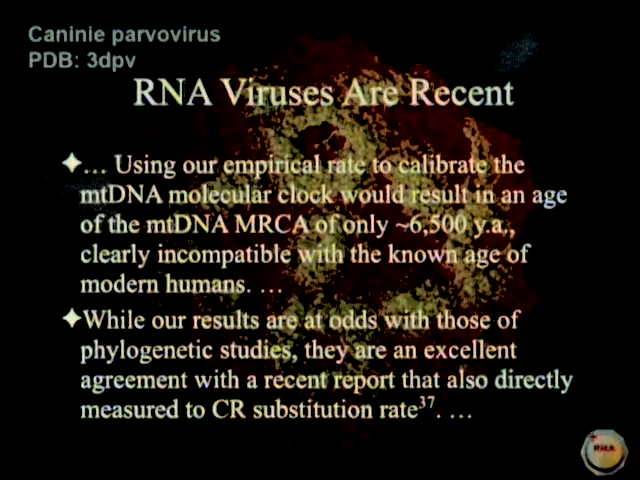 Caninie parvovirus
PDB: 3dpv
RNA Viruses Are Recent
✦… Using our empirical rate to calibrate the
mtDNA molecular clock would result in an age
of the mtDNA MRCA of only ~6,500 y.a.,
clearly incompatible with the known age of
modern humans. …
✦While our results are at odds with those of
phylogenetic studies, they are an excellent
agreement with a recent report that also directly
measured to CR substitution rate³⁷. …